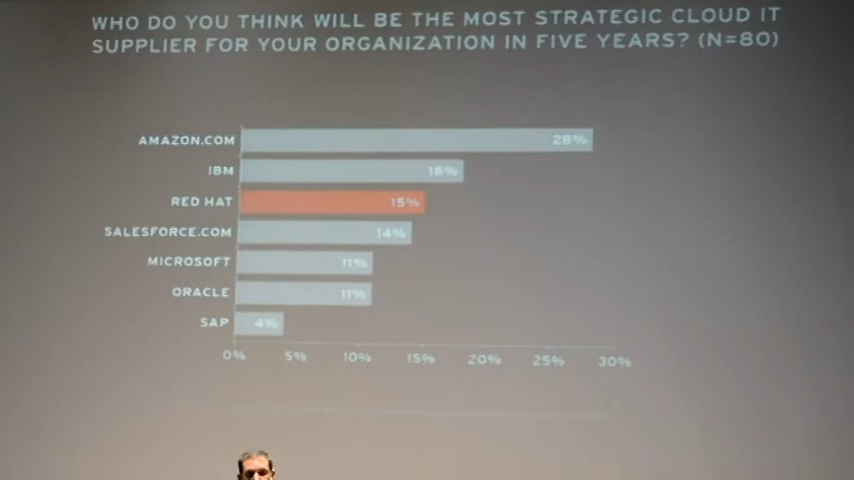 WHO DO YOU THINK WILL BE THE MOST STRATEGIC CLOUD IT
SUPPLIER FOR YOUR ORGANIZATION IN FIVE YEARS? (N=80)
AMAZON.COM 28%
IBM 18%
RED HAT 15%
SALESFORCE.COM 14%
MICROSOFT 11%
ORACLE 11%
SAP 4%
0% 5% 10% 15% 20% 25% 30%